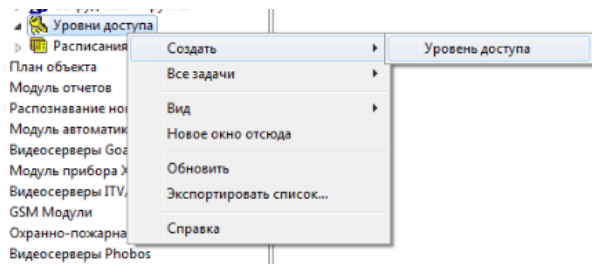 Уровни доступа
Расписания
План объекта
Модуль отчетов
Распознавание но
Модуль автоматик
Видеосерверы Goa
Модуль прибора X
Видеосерверы ITV,
GSM Модули
Охранно-пожарна
Видеосерверы Phobos
Создать
Все задачи
Вид
Новое окно отсюда
Обновить
Экспортировать список...
Справка
Уровень доступа